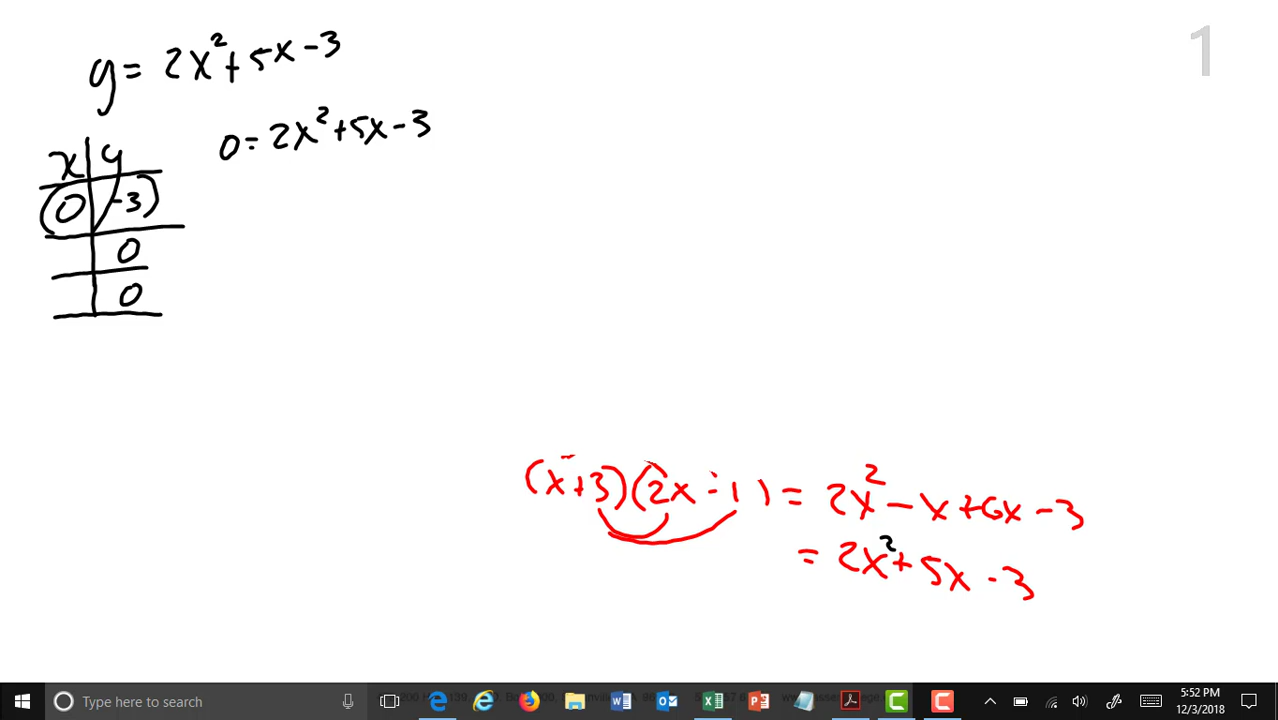 1
y = 2x² + 5x - 3
0 = 2x² + 5x - 3
x | y
(0 | -3)
| 0
| 0
(x + 3)(2x - 1) = 2x² - x + 6x - 3
= 2x² + 5x - 3
Type here to search
5:52 PM
12/3/2018